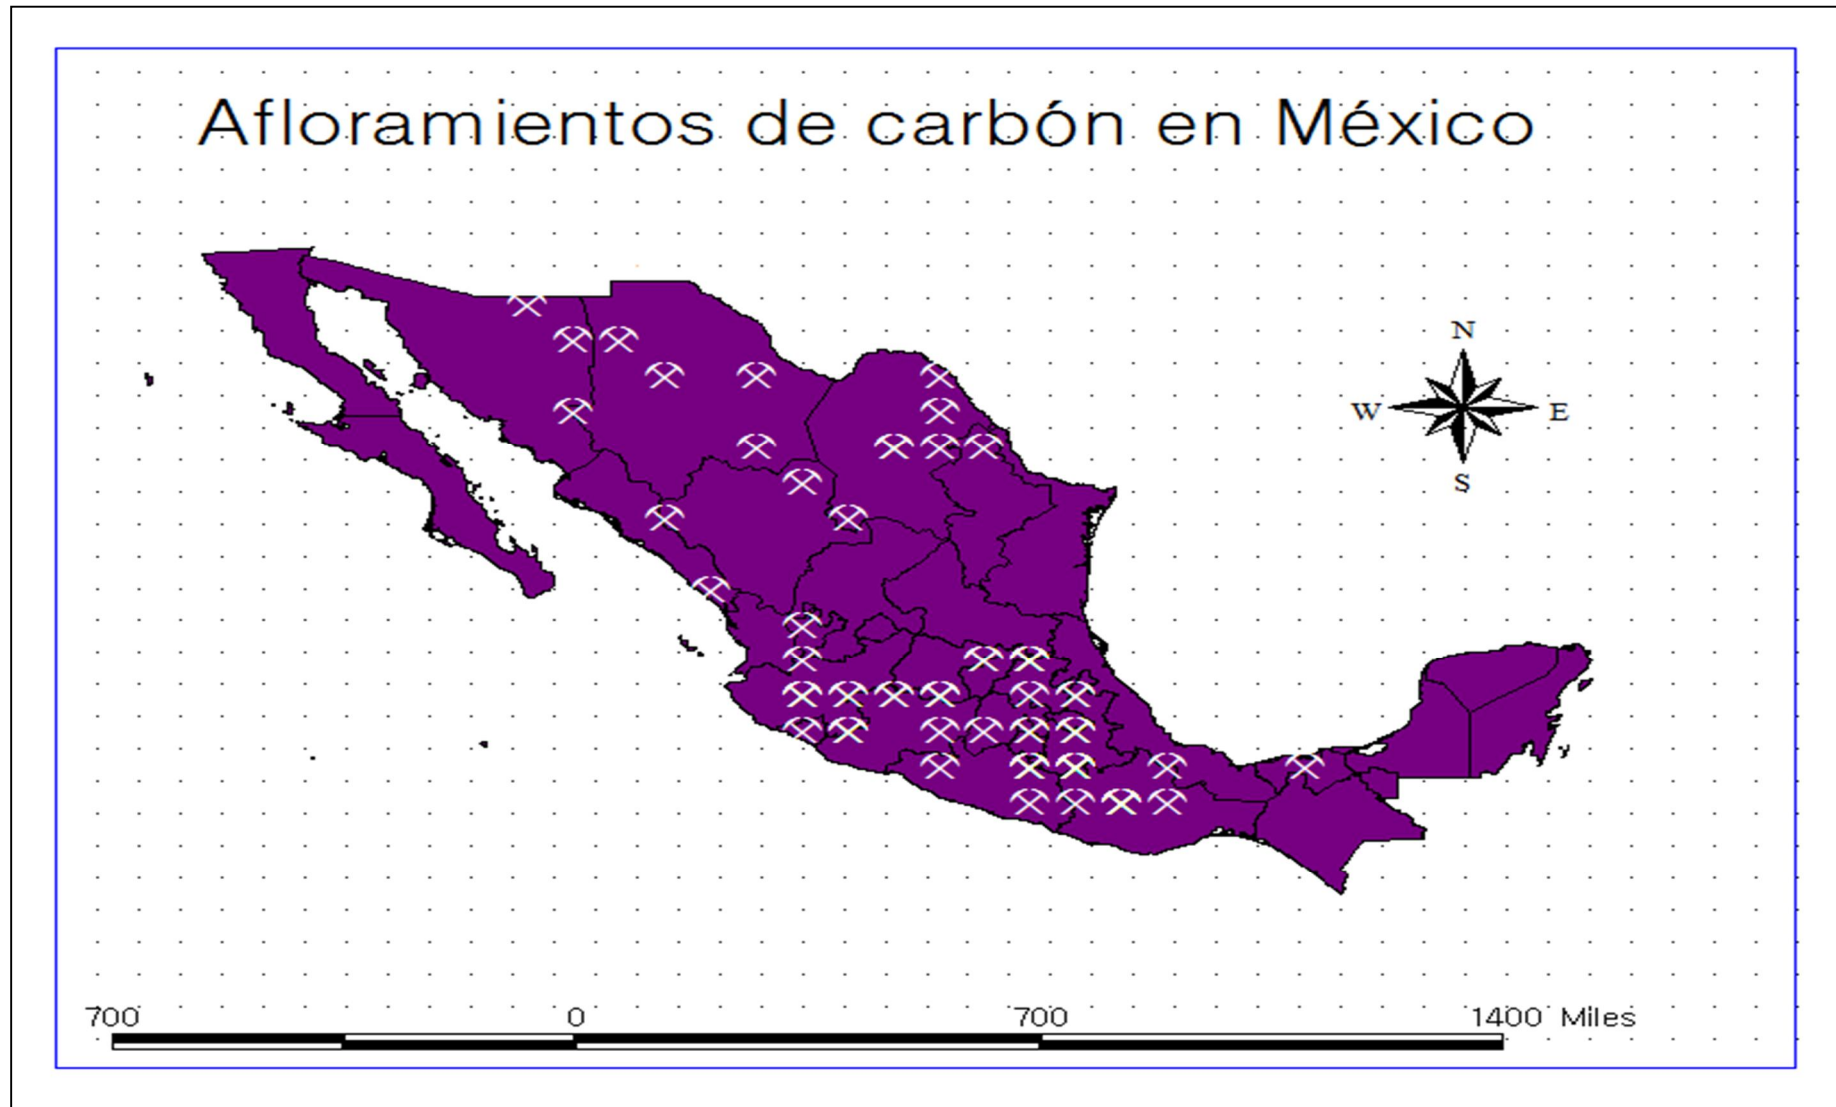 Afloramientos de carbón en México
N
W E
S
700 0 700 1400 Miles